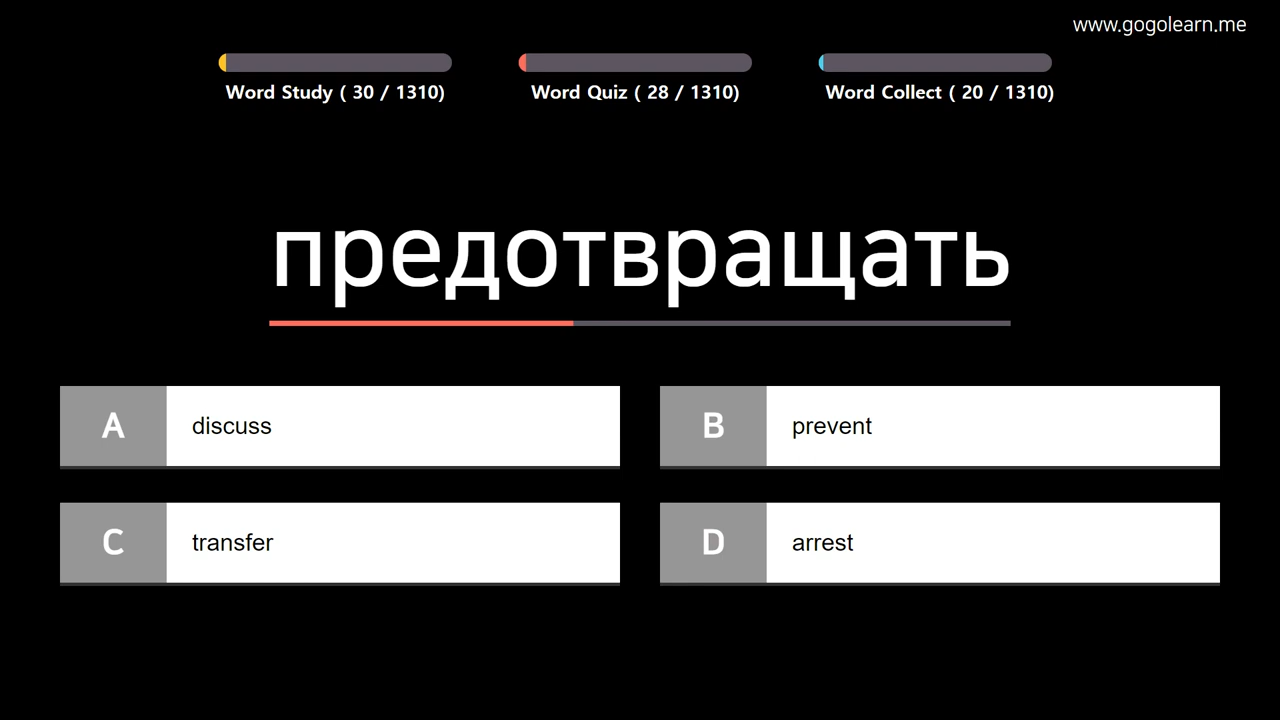 www.gogolearn.me
Word Study ( 30 / 1310)
Word Quiz ( 28 / 1310)
Word Collect ( 20 / 1310)
предотвращать
A discuss
B prevent
C transfer
D arrest